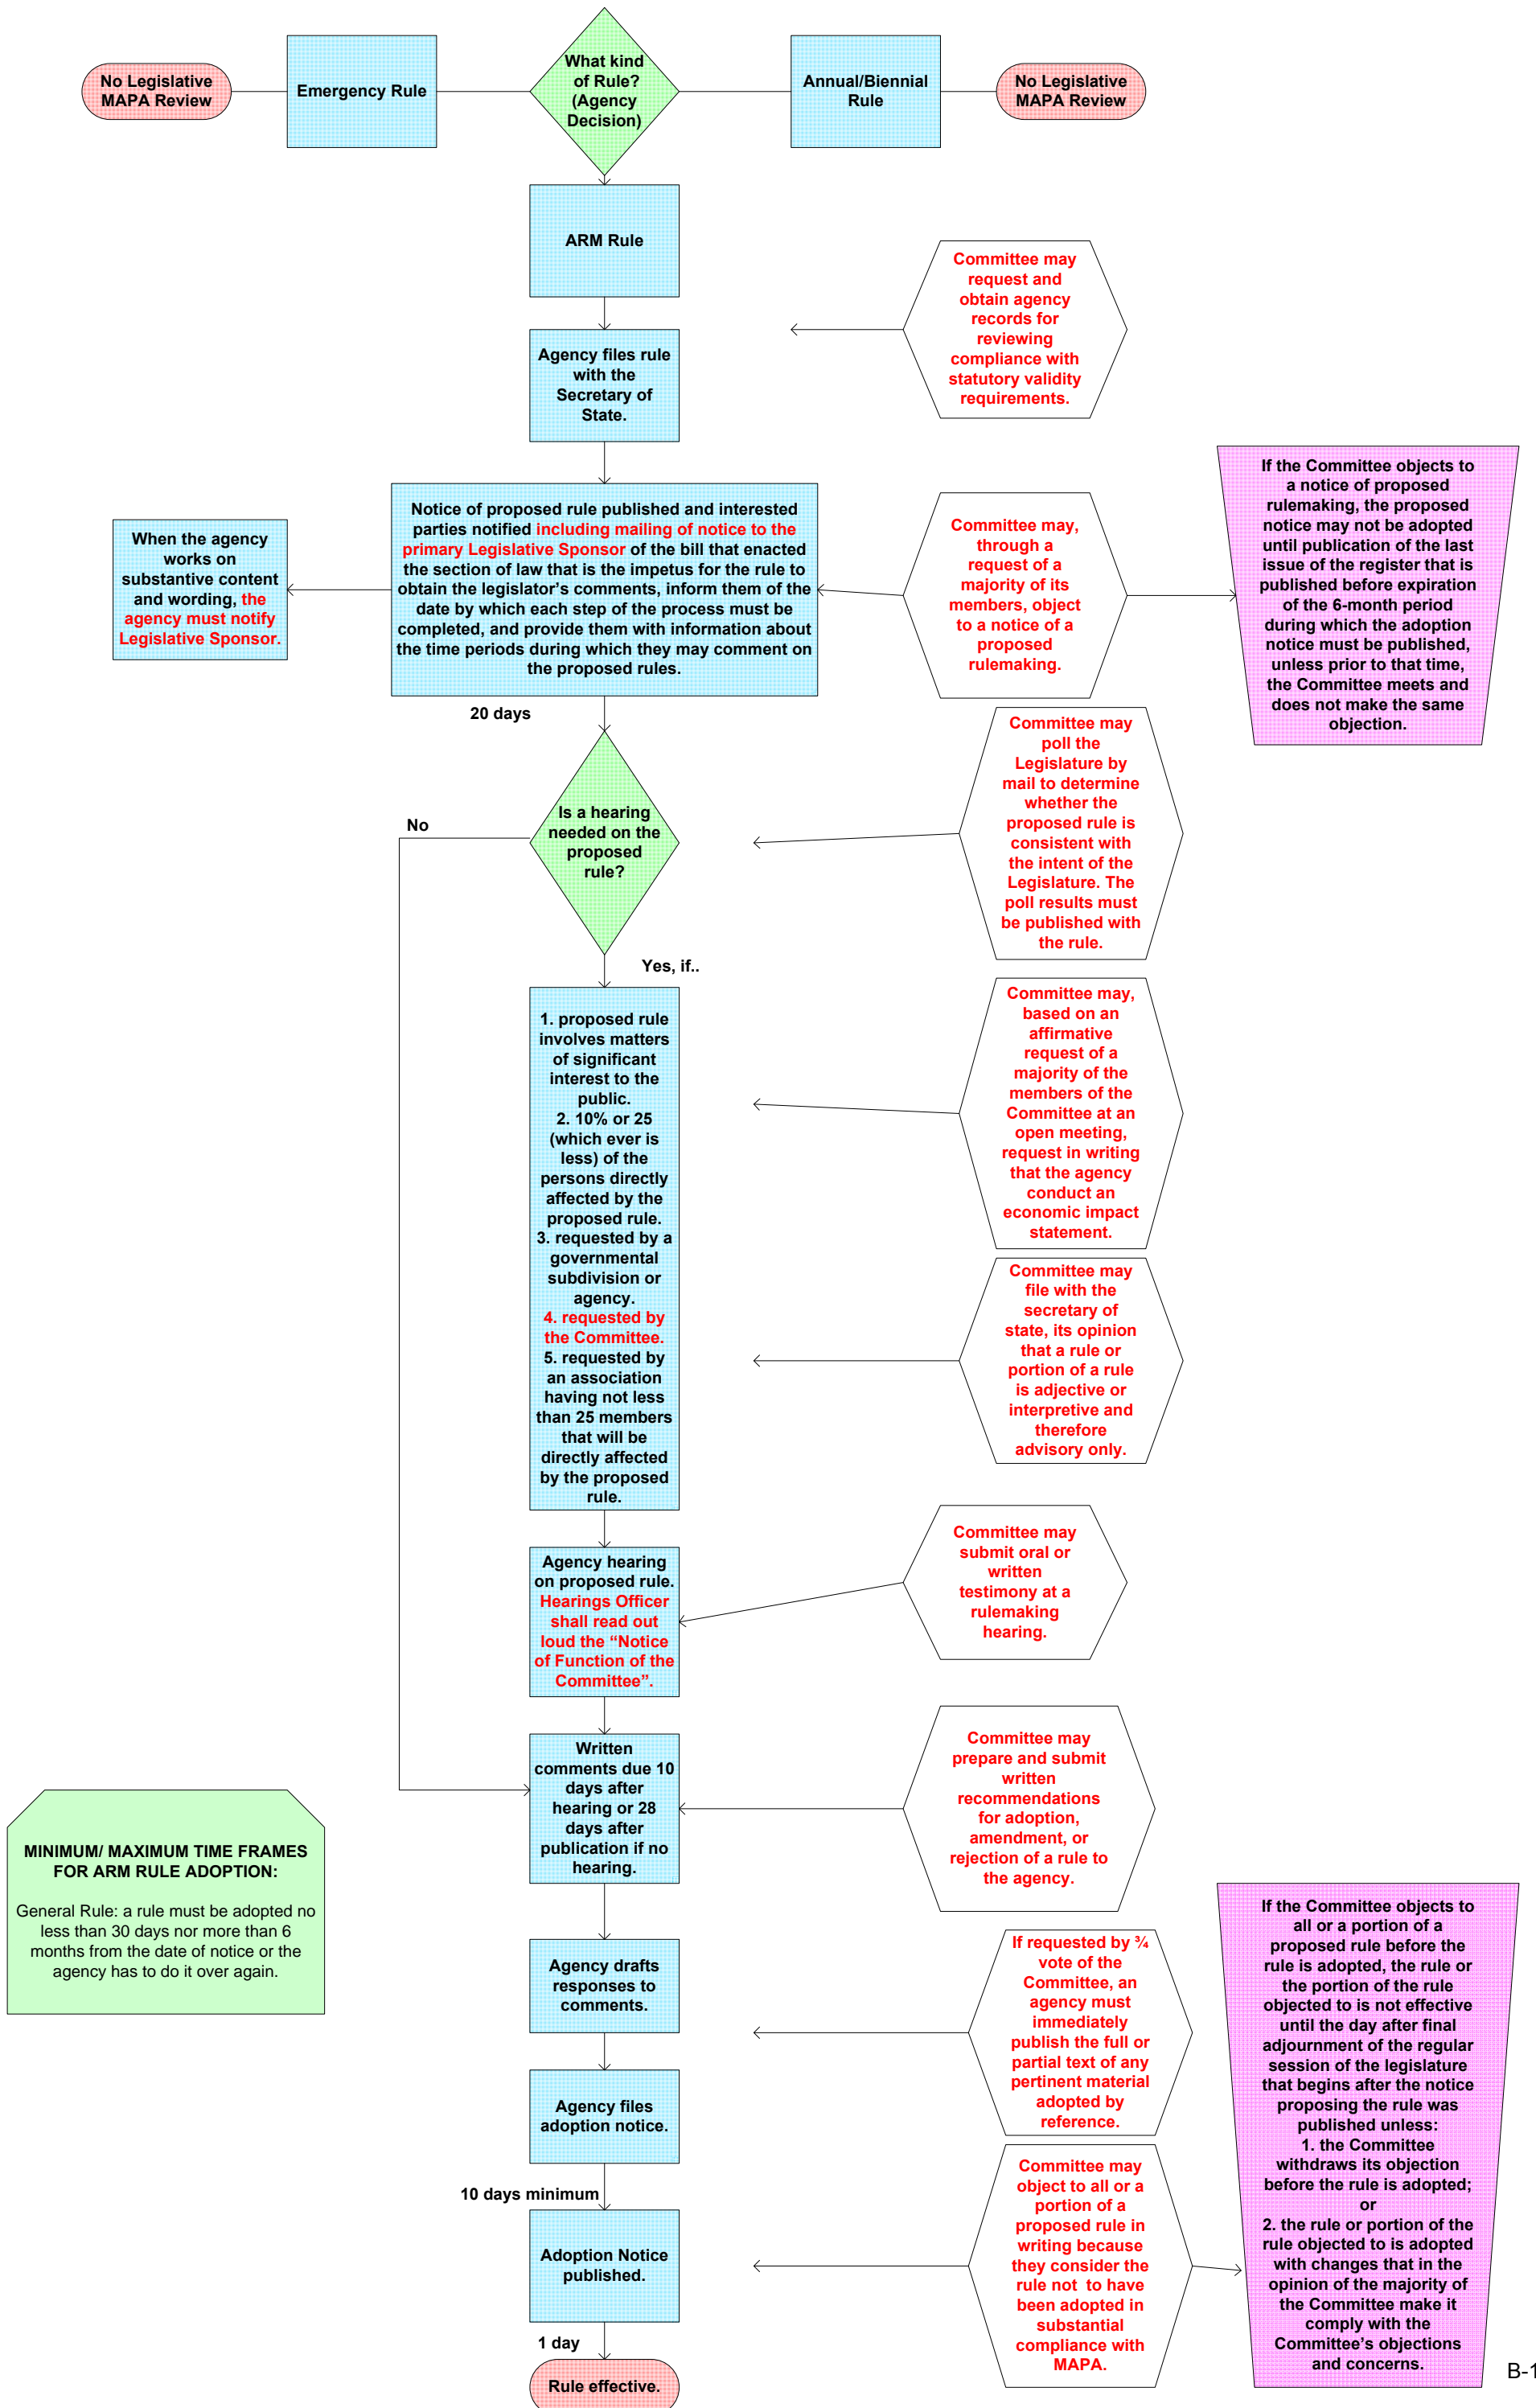 No Legislative
MAPA Review
Emergency Rule
What kind
of Rule?
(Agency
Decision)
Annual/Biennial
Rule
No Legislative
MAPA Review
ARM Rule
Committee may
request and
obtain agency
records for
reviewing
compliance with
statutory validity
requirements.
Agency files rule
with the
Secretary of
State.
When the agency
works on
substantive content
and wording, the
agency must notify
Legislative Sponsor.
Notice of proposed rule published and interested
parties notified including mailing of notice to the
primary Legislative Sponsor of the bill that enacted
the section of law that is the impetus for the rule to
obtain the legislator’s comments, inform them of the
date by which each step of the process must be
completed, and provide them with information about
the time periods during which they may comment on
the proposed rules.
Committee may,
through a
request of a
majority of its
members, object
to a notice of a
proposed
rulemaking.
If the Committee objects to
a notice of proposed
rulemaking, the proposed
notice may not be adopted
until publication of the last
issue of the register that is
published before expiration
of the 6-month period
during which the adoption
notice must be published,
unless prior to that time,
the Committee meets and
does not make the same
objection.
20 days
Is a hearing
needed on the
proposed
rule?
No
Committee may
poll the
Legislature by
mail to determine
whether the
proposed rule is
consistent with
the intent of the
Legislature. The
poll results must
be published with
the rule.
Yes, if..
1. proposed rule
involves matters
of significant
interest to the
public.
2. 10% or 25
(which ever is
less) of the
persons directly
affected by the
proposed rule.
3. requested by a
governmental
subdivision or
agency.
4. requested by
the Committee.
5. requested by
an association
having not less
than 25 members
that will be
directly affected
by the proposed
rule.
Committee may,
based on an
affirmative
request of a
majority of the
members of the
Committee at an
open meeting,
request in writing
that the agency
conduct an
economic impact
statement.
Committee may
file with the
secretary of
state, its opinion
that a rule or
portion of a rule
is adjective or
interpretive and
therefore
advisory only.
Agency hearing
on proposed rule.
Hearings Officer
shall read out
loud the “Notice
of Function of the
Committee”.
Committee may
submit oral or
written
testimony at a
rulemaking
hearing.
Written
comments due 10
days after
hearing or 28
days after
publication if no
hearing.
Committee may
prepare and submit
written
recommendations
for adoption,
amendment, or
rejection of a rule to
the agency.
MINIMUM/ MAXIMUM TIME FRAMES
FOR ARM RULE ADOPTION:
General Rule: a rule must be adopted no
less than 30 days nor more than 6
months from the date of notice or the
agency has to do it over again.
Agency drafts
responses to
comments.
If requested by ¾
vote of the
Committee, an
agency must
immediately
publish the full or
partial text of any
pertinent material
adopted by
reference.
If the Committee objects to
all or a portion of a
proposed rule before the
rule is adopted, the rule or
the portion of the rule
objected to is not effective
until the day after final
adjournment of the regular
session of the legislature
that begins after the notice
proposing the rule was
published unless:
1. the Committee
withdraws its objection
before the rule is adopted;
or
2. the rule or portion of the
rule objected to is adopted
with changes that in the
opinion of the majority of
the Committee make it
comply with the
Committee’s objections
and concerns.
Agency files
adoption notice.
10 days minimum
Adoption Notice
published.
Committee may
object to all or a
portion of a
proposed rule in
writing because
they consider the
rule not to have
been adopted in
substantial
compliance with
MAPA.
1 day
Rule effective.
B-1